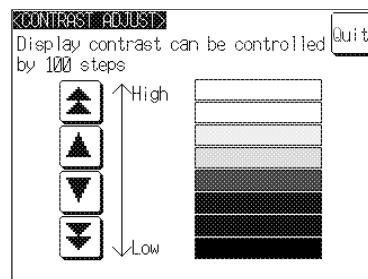 <CONTRAST ADJUST>
Quit
Display contrast can be controlled
by 100 steps
High
Low